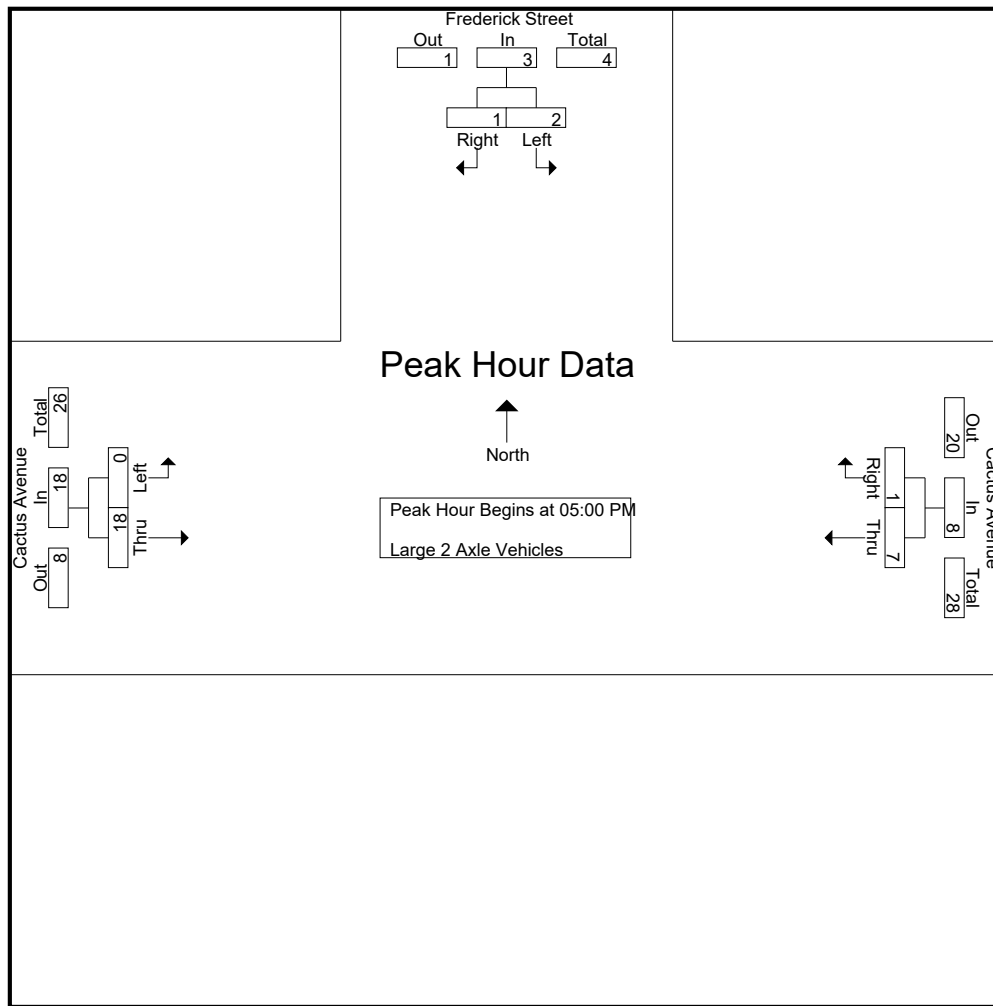 Frederick Street
Out In Total
1 3 4
1 2
Right Left
Peak Hour Data
North
Peak Hour Begins at 05:00 PM
Large 2 Axle Vehicles
Cactus Avenue
Total In Out
26 18 8
0 18
Left Thru
Cactus Avenue
Out In Total
20 8 28
1 7
Right Thru